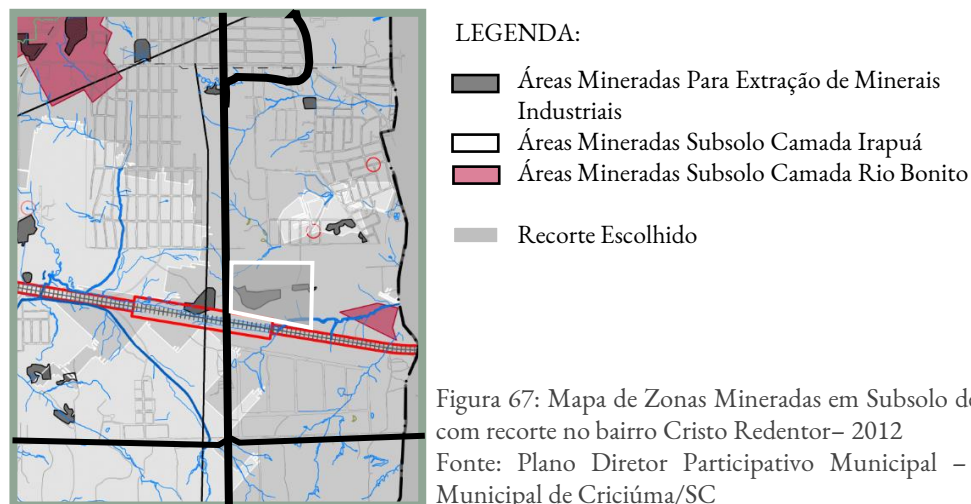 LEGENDA:
Áreas Mineradas Para Extração de Minerais
Industriais
Áreas Mineradas Subsolo Camada Irapuá
Áreas Mineradas Subsolo Camada Rio Bonito
Recorte Escolhido
Figura 67: Mapa de Zonas Mineradas em Subsolo de
com recorte no bairro Cristo Redentor– 2012
Fonte: Plano Diretor Participativo Municipal –
Municipal de Criciúma/SC